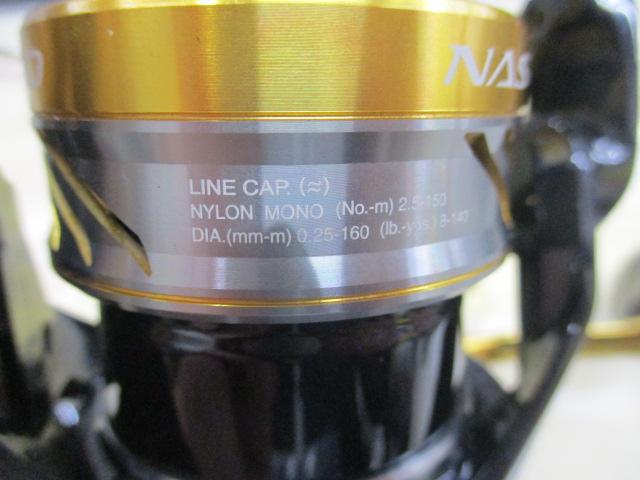 NAS
LINE CAP. (≈)
NYLON MONO (No.-m) 2.5-150
DIA.(mm-m) 0.25-160 (lb.-yds.) 8-140